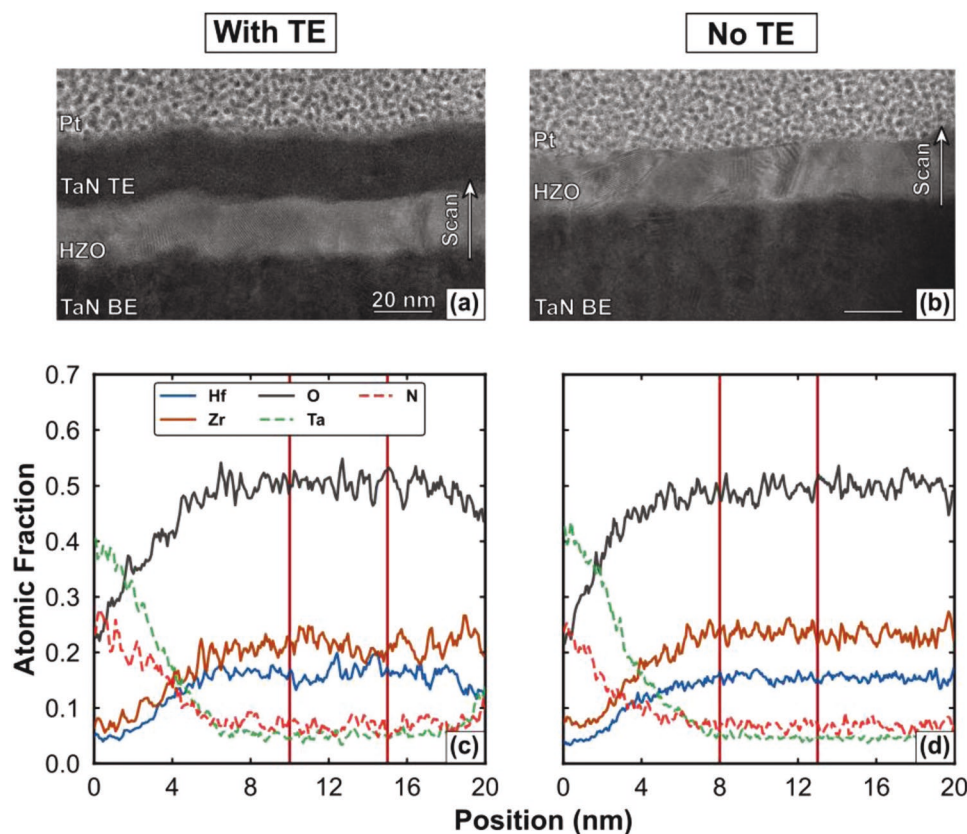 With TE
No TE
Pt
TaN TE
HZO
TaN BE
Scan
20 nm
(a)
Pt
HZO
TaN BE
Scan
(b)
Atomic Fraction
0.7
0.6
0.5
0.4
0.3
0.2
0.1
0.0
Hf O N
Zr Ta
(c)
0 4 8 12 16 20
(d)
0 4 8 12 16 20
Position (nm)